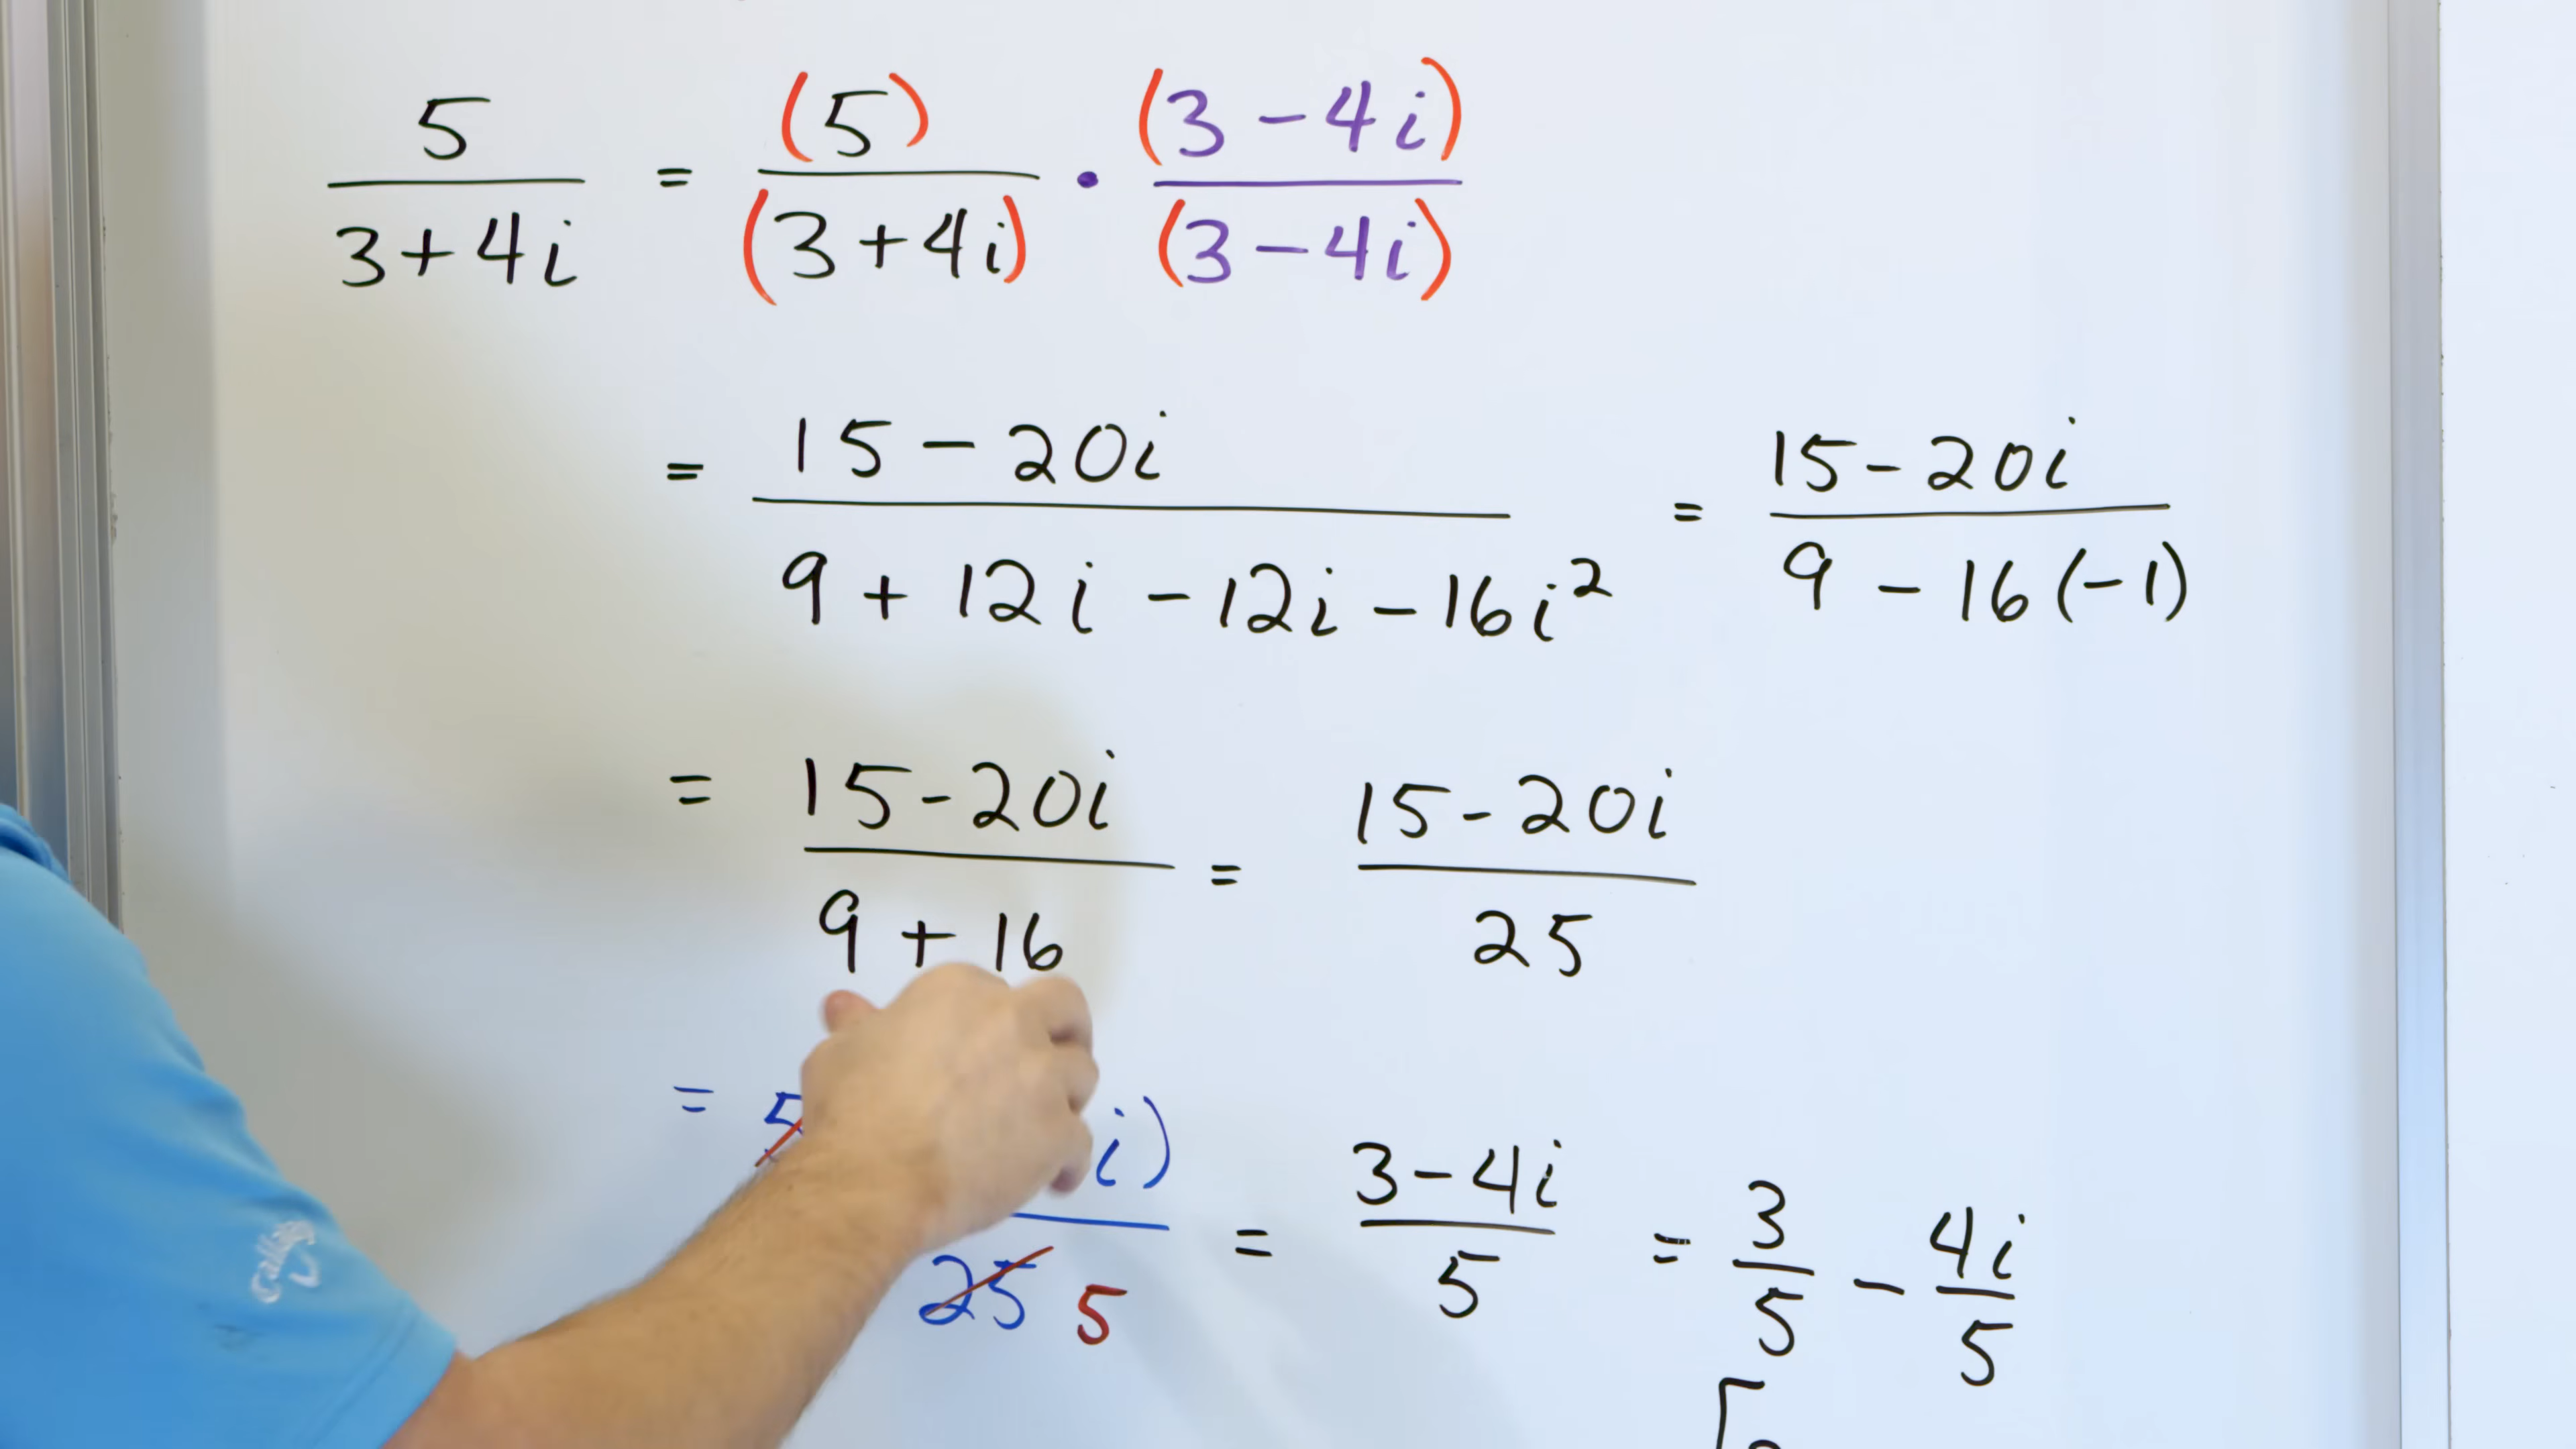 5/(3+4i) = (5)/(3+4i) · (3-4i)/(3-4i)
= (15-20i)/(9+12i-12i-16i²) = (15-20i)/(9-16(-1))
= (15-20i)/(9+16) = (15-20i)/25
= 5 i)/25 5 = (3-4i)/5 = 3/5 - 4i/5